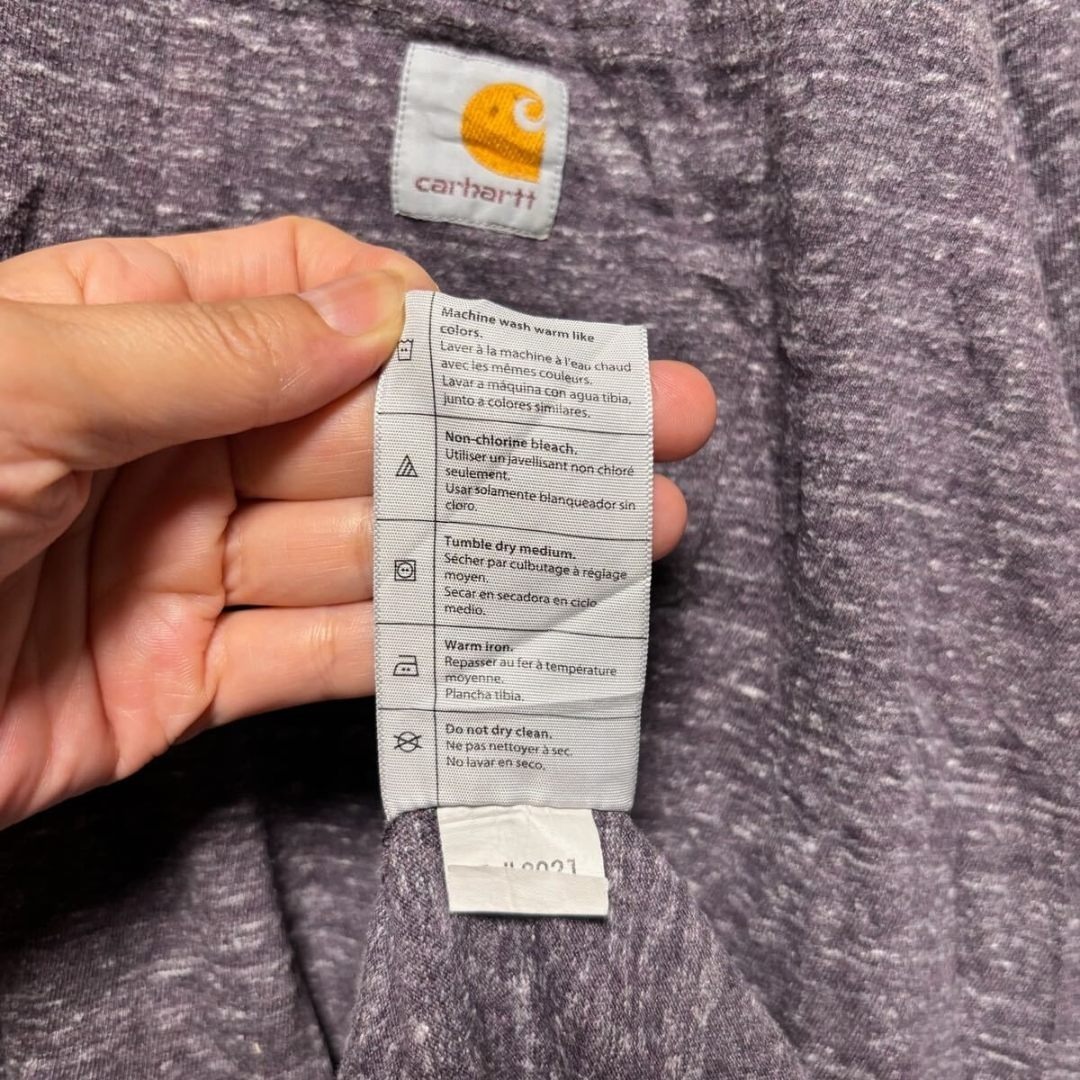 carhartt
Machine wash warm like
colors.
Laver à la machine à l'eau chaud
avec les mêmes couleurs.
Lavar a máquina con agua tibia,
junto a colores similares.
Non-chlorine bleach.
Utiliser un javellisant non chloré
seulement.
Usar solamente blanqueador sin
cloro.
Tumble dry medium.
Sécher par culbutage à réglage
moyen.
Secar en secadora en ciclo
medio.
Warm iron.
Repasser au fer à température
moyenne.
Plancha tibia.
Do not dry clean.
Ne pas nettoyer à sec.
No lavar en seco.
2021